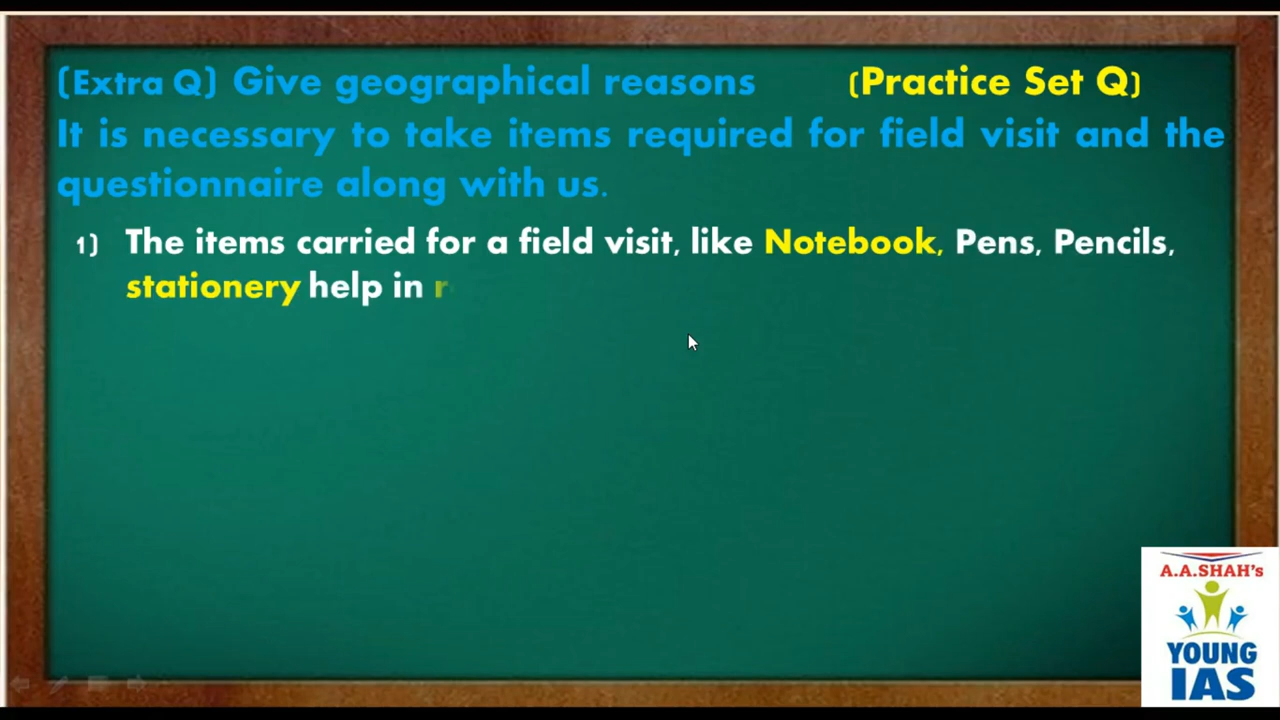 (Extra Q) Give geographical reasons (Practice Set Q)
It is necessary to take items required for field visit and the
questionnaire along with us.
1) The items carried for a field visit, like Notebook, Pens, Pencils,
stationery help in r
A.A.SHAH's
YOUNG
IAS